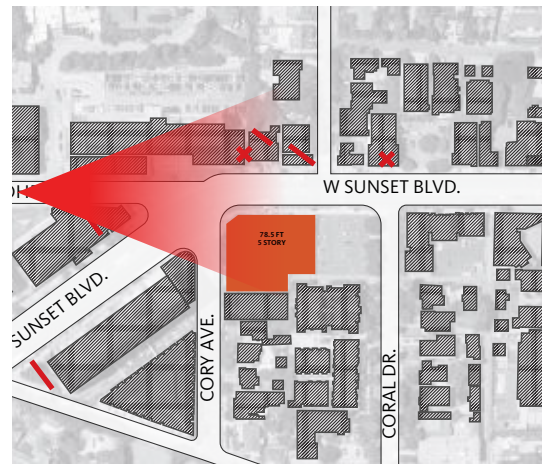 W SUNSET BLVD.
78.5 FT
5 STORY
SUNSET BLVD.
CORY AVE.
CORAL DR.